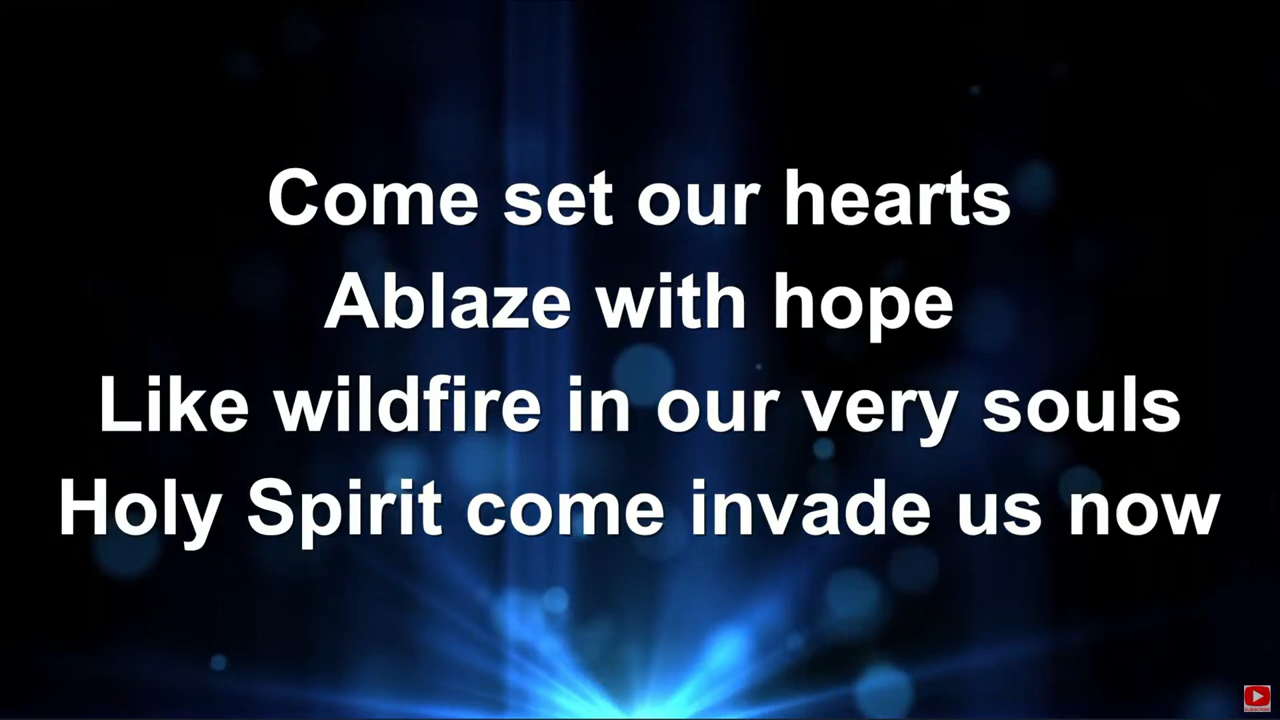 Come set our hearts
Ablaze with hope
Like wildfire in our very souls
Holy Spirit come invade us now